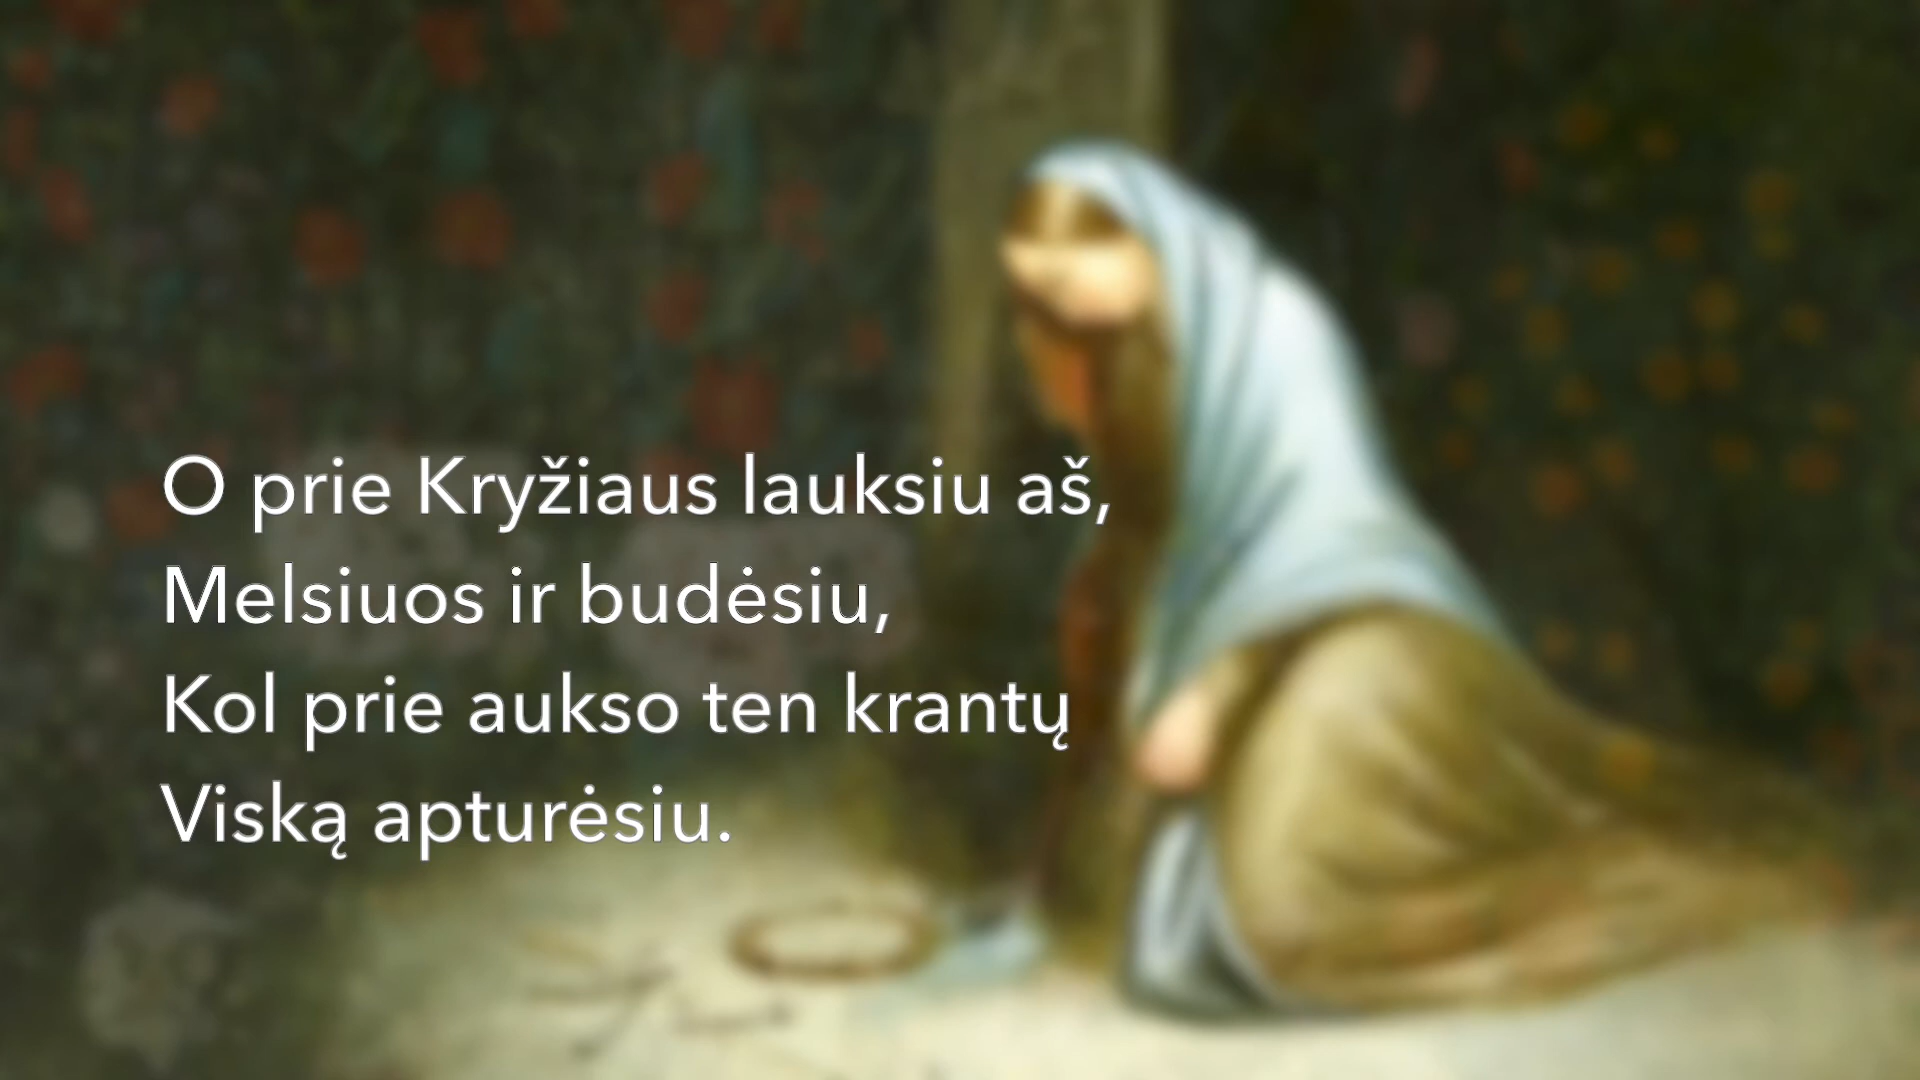 O prie Kryžiaus lauksiu aš,
Melsiuos ir budėsiu,
Kol prie aukso ten krantų
Viską apturėsiu.